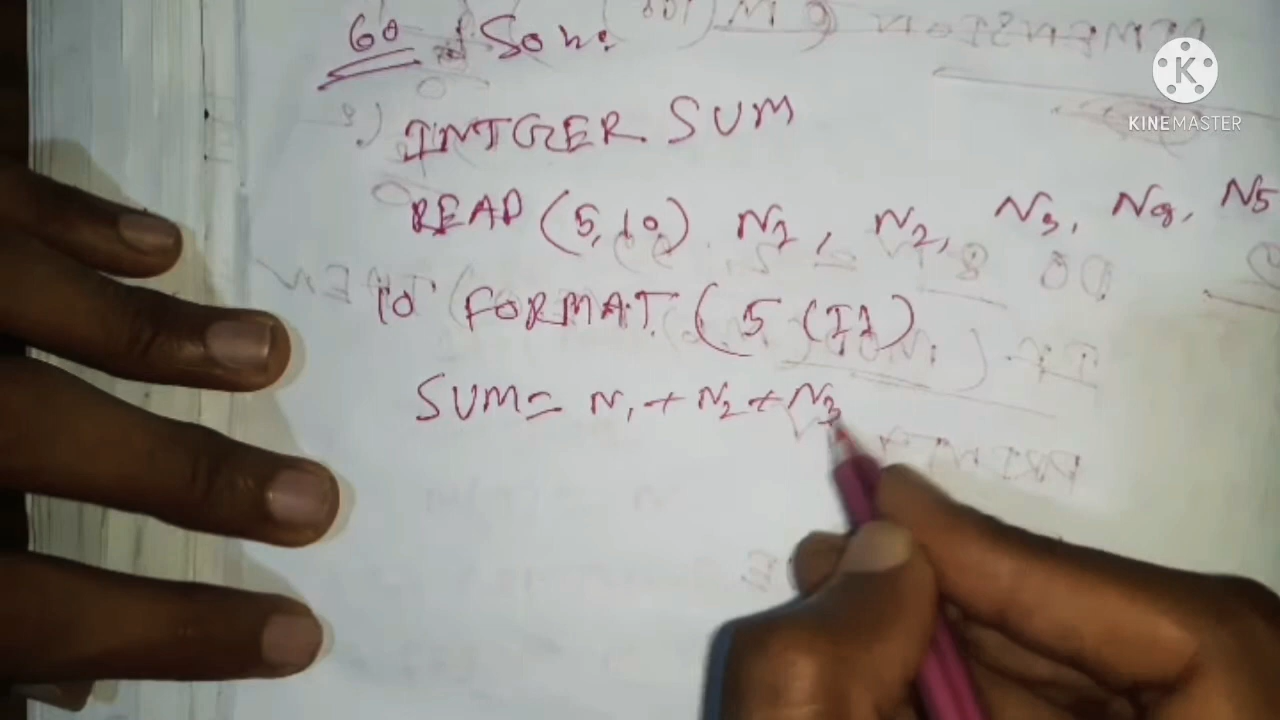 60 Soln:
INTGER SUM
READ (5,10) N1, N2, N3, N4, N5
10 FORMAT (5 (I1)
SUM = N1 + N2 + N3
K
KINEMASTER